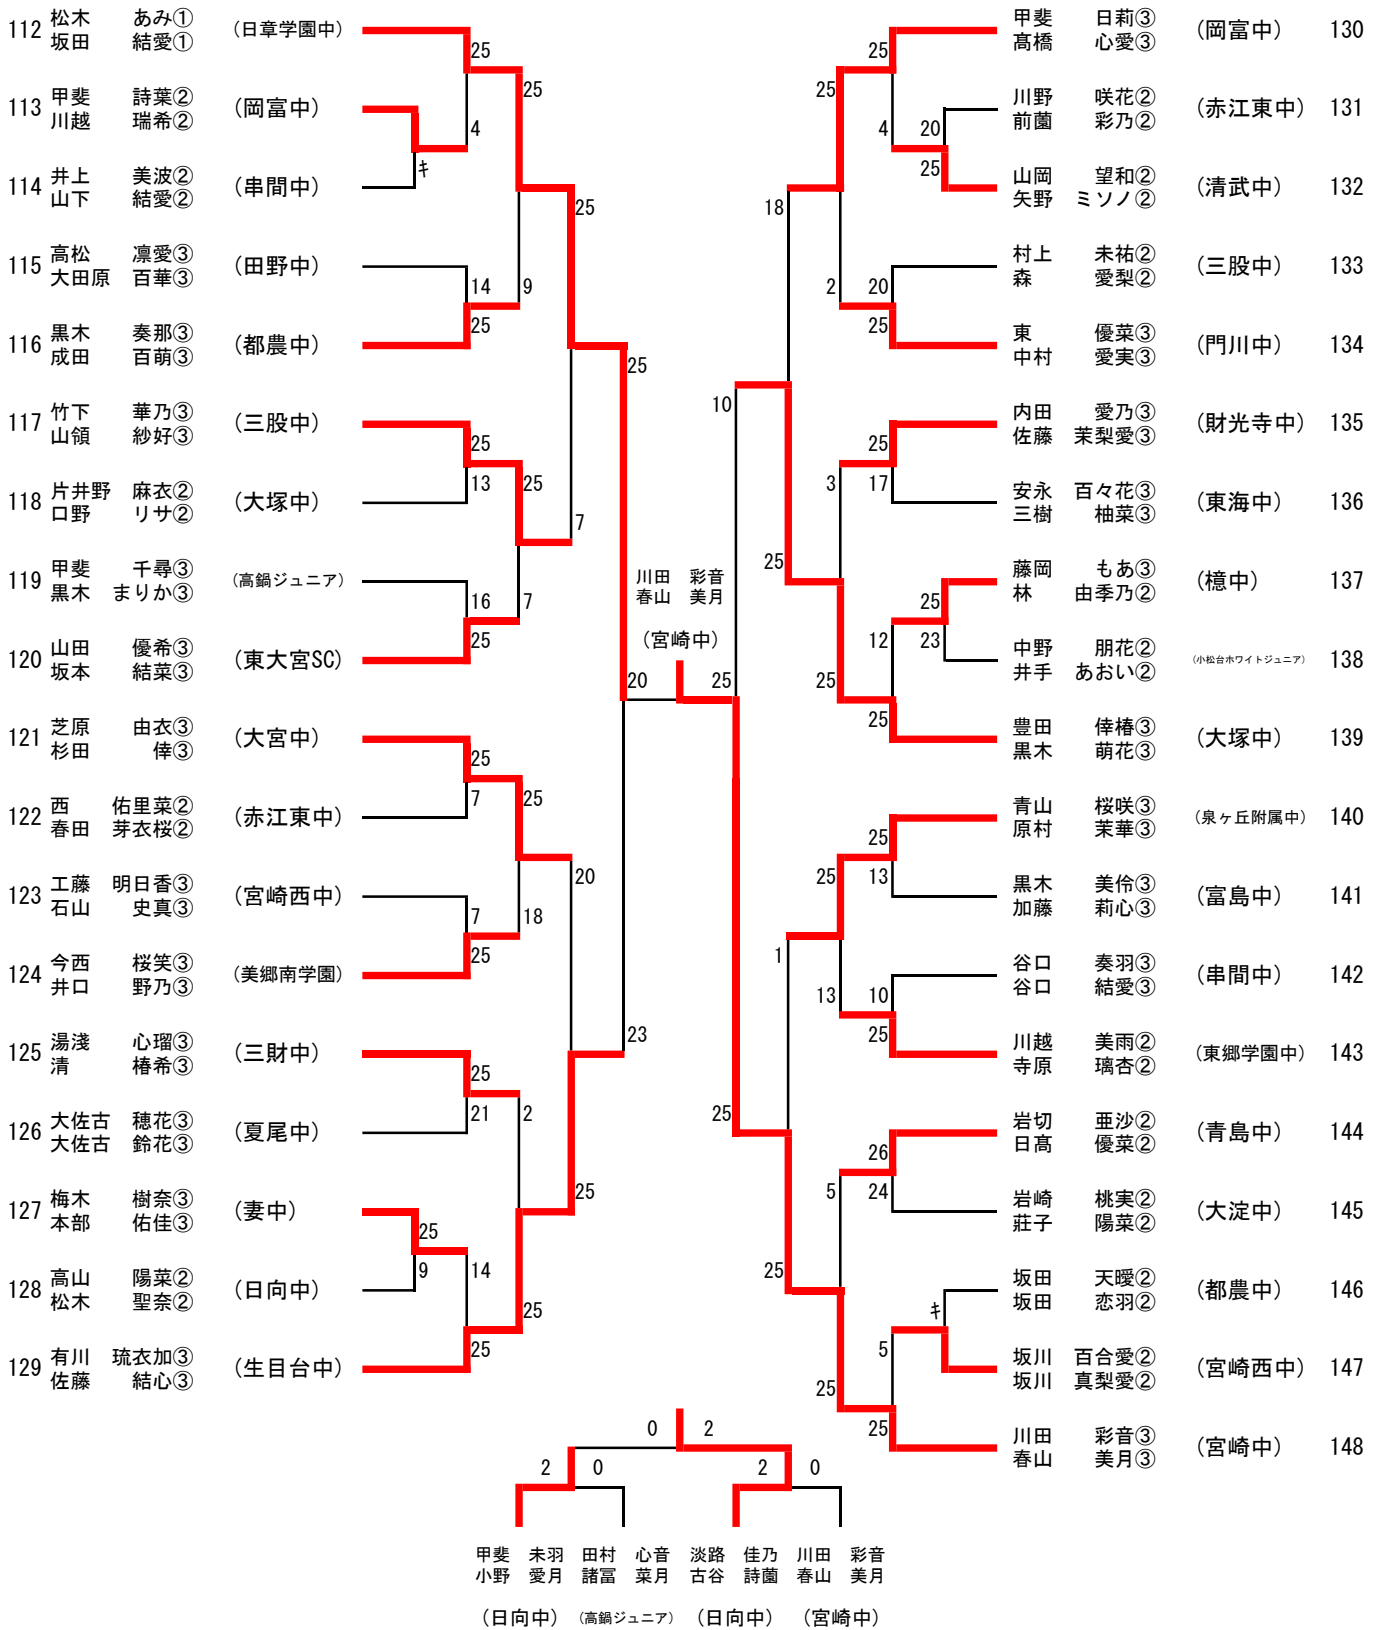 112 松木 あみ① (日章学園中)
坂田 結愛①
113 甲斐 詩葉② (岡富中)
川越 瑞希②
114 井上 美波② (串間中)
山下 結愛②
115 高松 凛愛③ (田野中)
大田原 百華③
116 黒木 奏那③ (都農中)
成田 百萌③
117 竹下 華乃③ (三股中)
山領 紗好③
118 片井野 麻衣② (大塚中)
口野 リサ②
119 甲斐 千尋③ (高鍋ジュニア)
黒木 まりか③
120 山田 優希③ (東大宮SC)
坂本 結菜③
121 芝原 由衣③ (大宮中)
杉田 倖③
122 西 佑里菜② (赤江東中)
春田 芽衣桜②
123 工藤 明日香③ (宮崎西中)
石山 史真③
124 今西 桜笑③ (美郷南学園)
井口 野乃③
125 湯淺 心瑠③ (三財中)
清 椿希③
126 大佐古 穂花③ (夏尾中)
大佐古 鈴花③
127 梅木 樹奈③ (妻中)
本部 佑佳③
128 高山 陽菜② (日向中)
松木 聖奈②
129 有川 琉衣加③ (生目台中)
佐藤 結心③
25
4
キ
25
14
25
9
25
25
13
25
16
25
7
7
25
25
7
25
7
25
18
20
25
21
2
25
9
14
25
25
25
23
20
川田 彩音
春山 美月
(宮崎中)
25
10
25
18
25
25
4
20
25
2
20
25
25
3
17
25
12
23
25
25
25
25
25
13
1
13
10
25
26
5
24
25
キ
5
25
25
甲斐 日莉③ (岡富中) 130
髙橋 心愛③
川野 咲花② (赤江東中) 131
前薗 彩乃②
山岡 望和② (清武中) 132
矢野 ミソノ②
村上 未祐② (三股中) 133
森 愛梨②
東 優菜③ (門川中) 134
中村 愛実③
内田 愛乃③ (財光寺中) 135
佐藤 茉梨愛③
安永 百々花③ (東海中) 136
三樹 柚菜③
藤岡 もあ③ (檍中) 137
林 由季乃②
中野 朋花② (小松台ホワイトジュニア) 138
井手 あおい②
豊田 倖椿③ (大塚中) 139
黒木 萌花③
青山 桜咲③ (泉ヶ丘附属中) 140
原村 茉華③
黒木 美伶③ (富島中) 141
加藤 莉心③
谷口 奏羽③ (串間中) 142
谷口 結愛③
川越 美雨② (東郷学園中) 143
寺原 璃杏②
岩切 亜沙② (青島中) 144
日髙 優菜②
岩崎 桃実② (大淀中) 145
莊子 陽菜②
坂田 天曖② (都農中) 146
坂田 恋羽②
坂川 百合愛② (宮崎西中) 147
坂川 真梨愛②
川田 彩音③ (宮崎中) 148
春山 美月③
0 2
2 0 2 0
甲斐 未羽 田村 心音 淡路 佳乃 川田 彩音
小野 愛月 諸冨 菜月 古谷 詩薗 春山 美月
(日向中) (高鍋ジュニア) (日向中) (宮崎中)